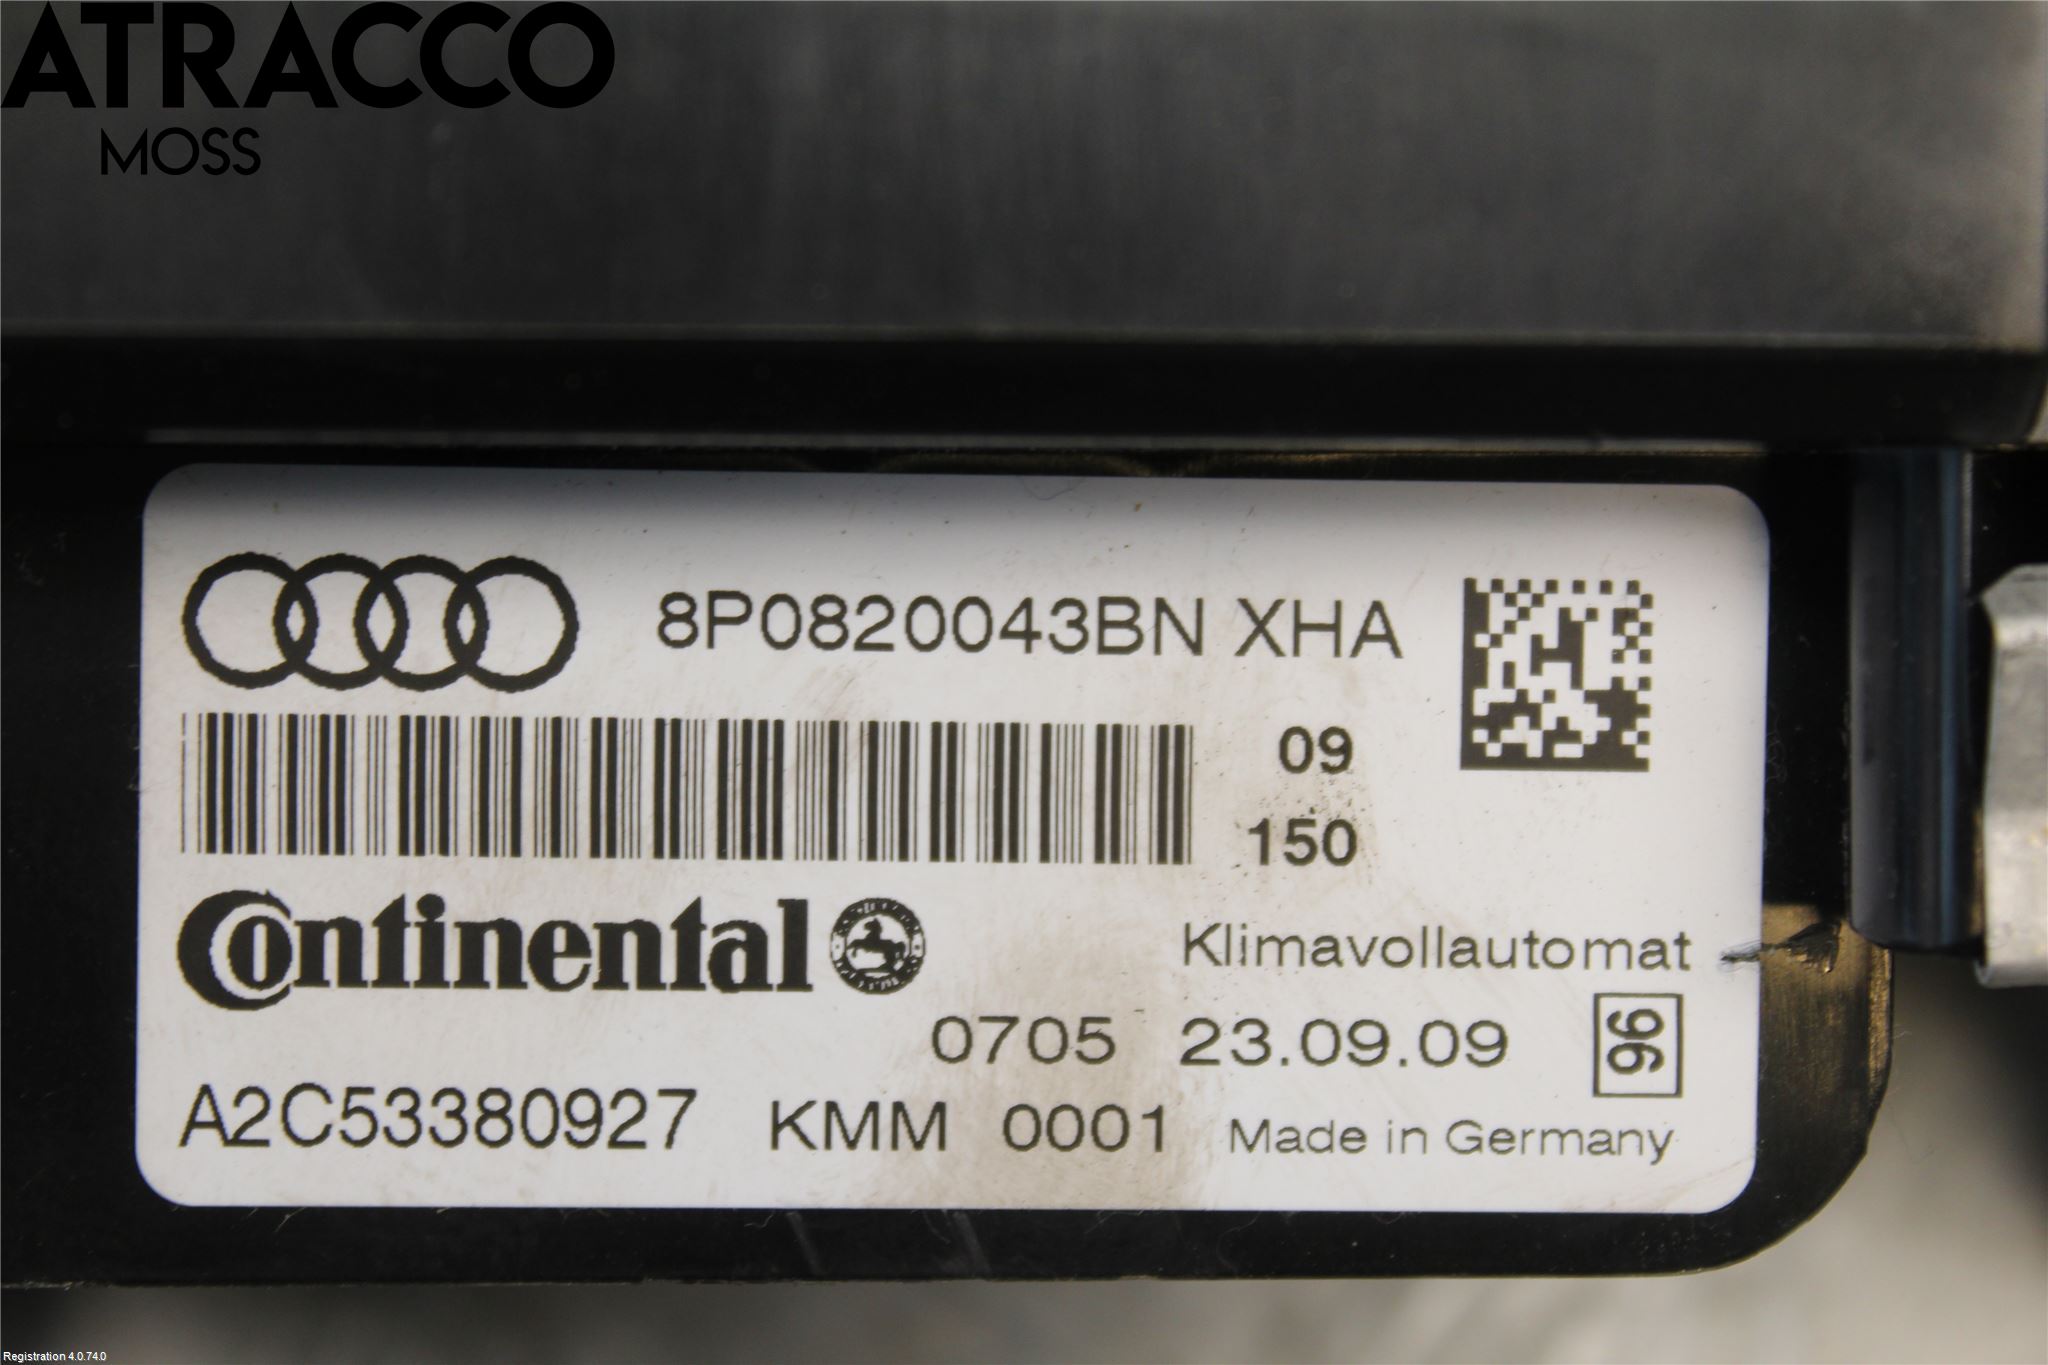 ATRACCO
MOSS
8P0820043BN XHA
09
150
Continental
Klimavollautomat
0705 23.09.09 96
A2C53380927 KMM 0001 Made in Germany
Registration 4.0.74.0